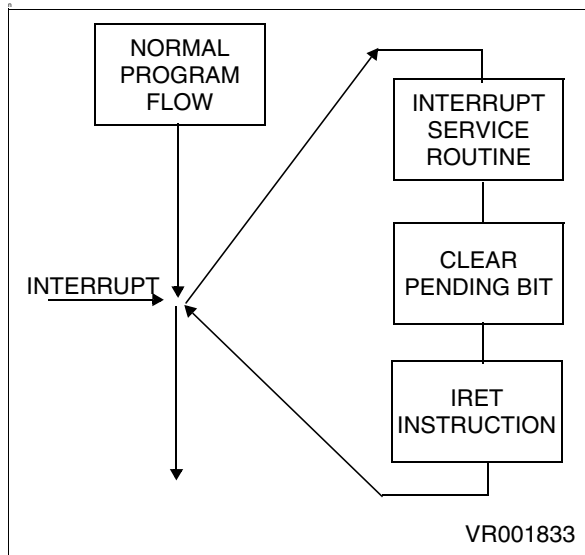 NORMAL
PROGRAM
FLOW
INTERRUPT
SERVICE
ROUTINE
INTERRUPT
CLEAR
PENDING BIT
IRET
INSTRUCTION
VR001833